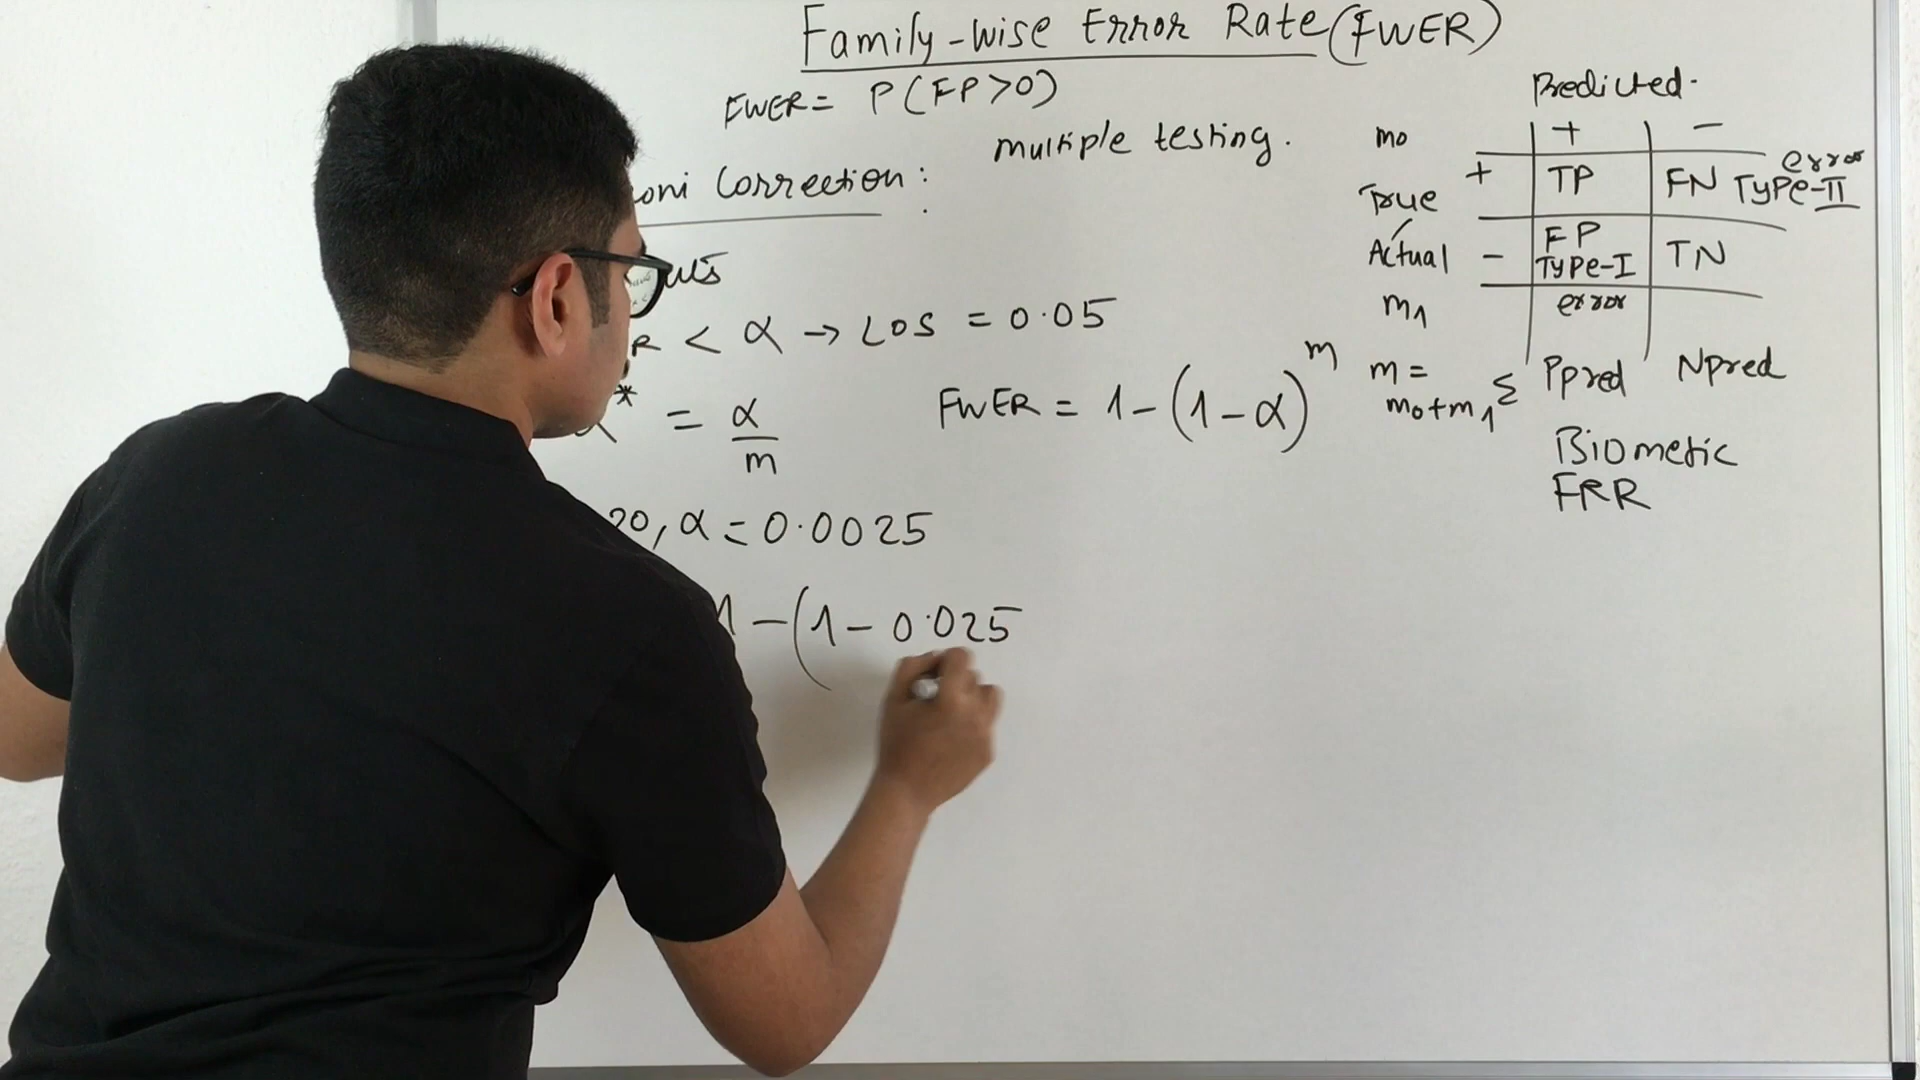 Family-wise Error Rate (FWER)
FWER = P(FP>0)
multiple testing.
oni Correction:
R < α → LOS = 0.05
α* = α/m
FWER = 1-(1-α)^m
20, α = 0.0025
1-(1-0.025
Predicted.
m0 + -
+ TP FN error
True Type-II
Actual - FP TN
Type-I
m1 error
m = Σ Ppred Npred
m0+m1
Biometic
FRR